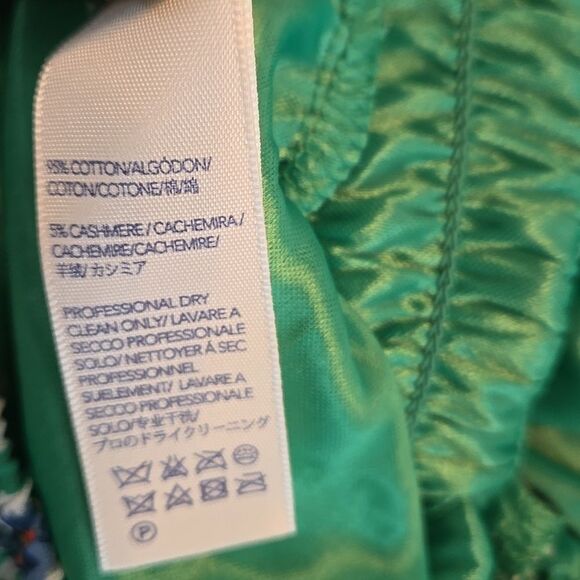 95% COTTON/ALGÓDON/
COTON/COTONE/棉/綿
5% CASHMERE/CACHEMIRA/
CACHEMIRE/CACHEMIRE/
羊绒/カシミア
PROFESSIONAL DRY
CLEAN ONLY/LAVARE A
SECCO PROFESSIONALE
SOLO/NETTOYER Á SEC
PROFESSIONNEL
SUELEMENT/LAVARE A
SECCO PROFESSIONALE
SOLO/专业干洗/
プロのドライクリーニング
P